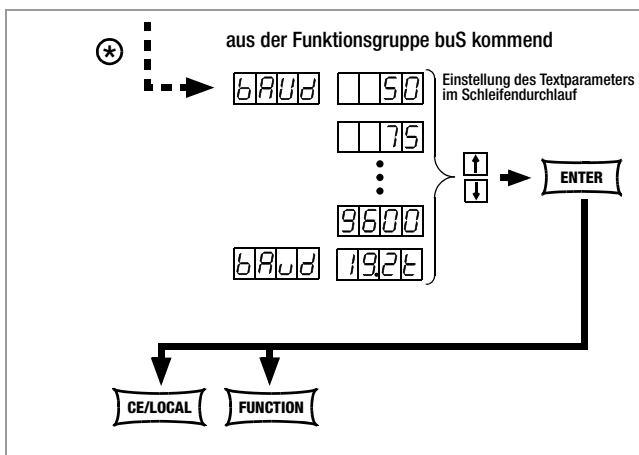 aus der Funktionsgruppe buS kommend
bAUd 50
Einstellung des Textparameters
im Schleifendurchlauf
75
ENTER
9600
bAud 19.2t
CE/LOCAL FUNCTION